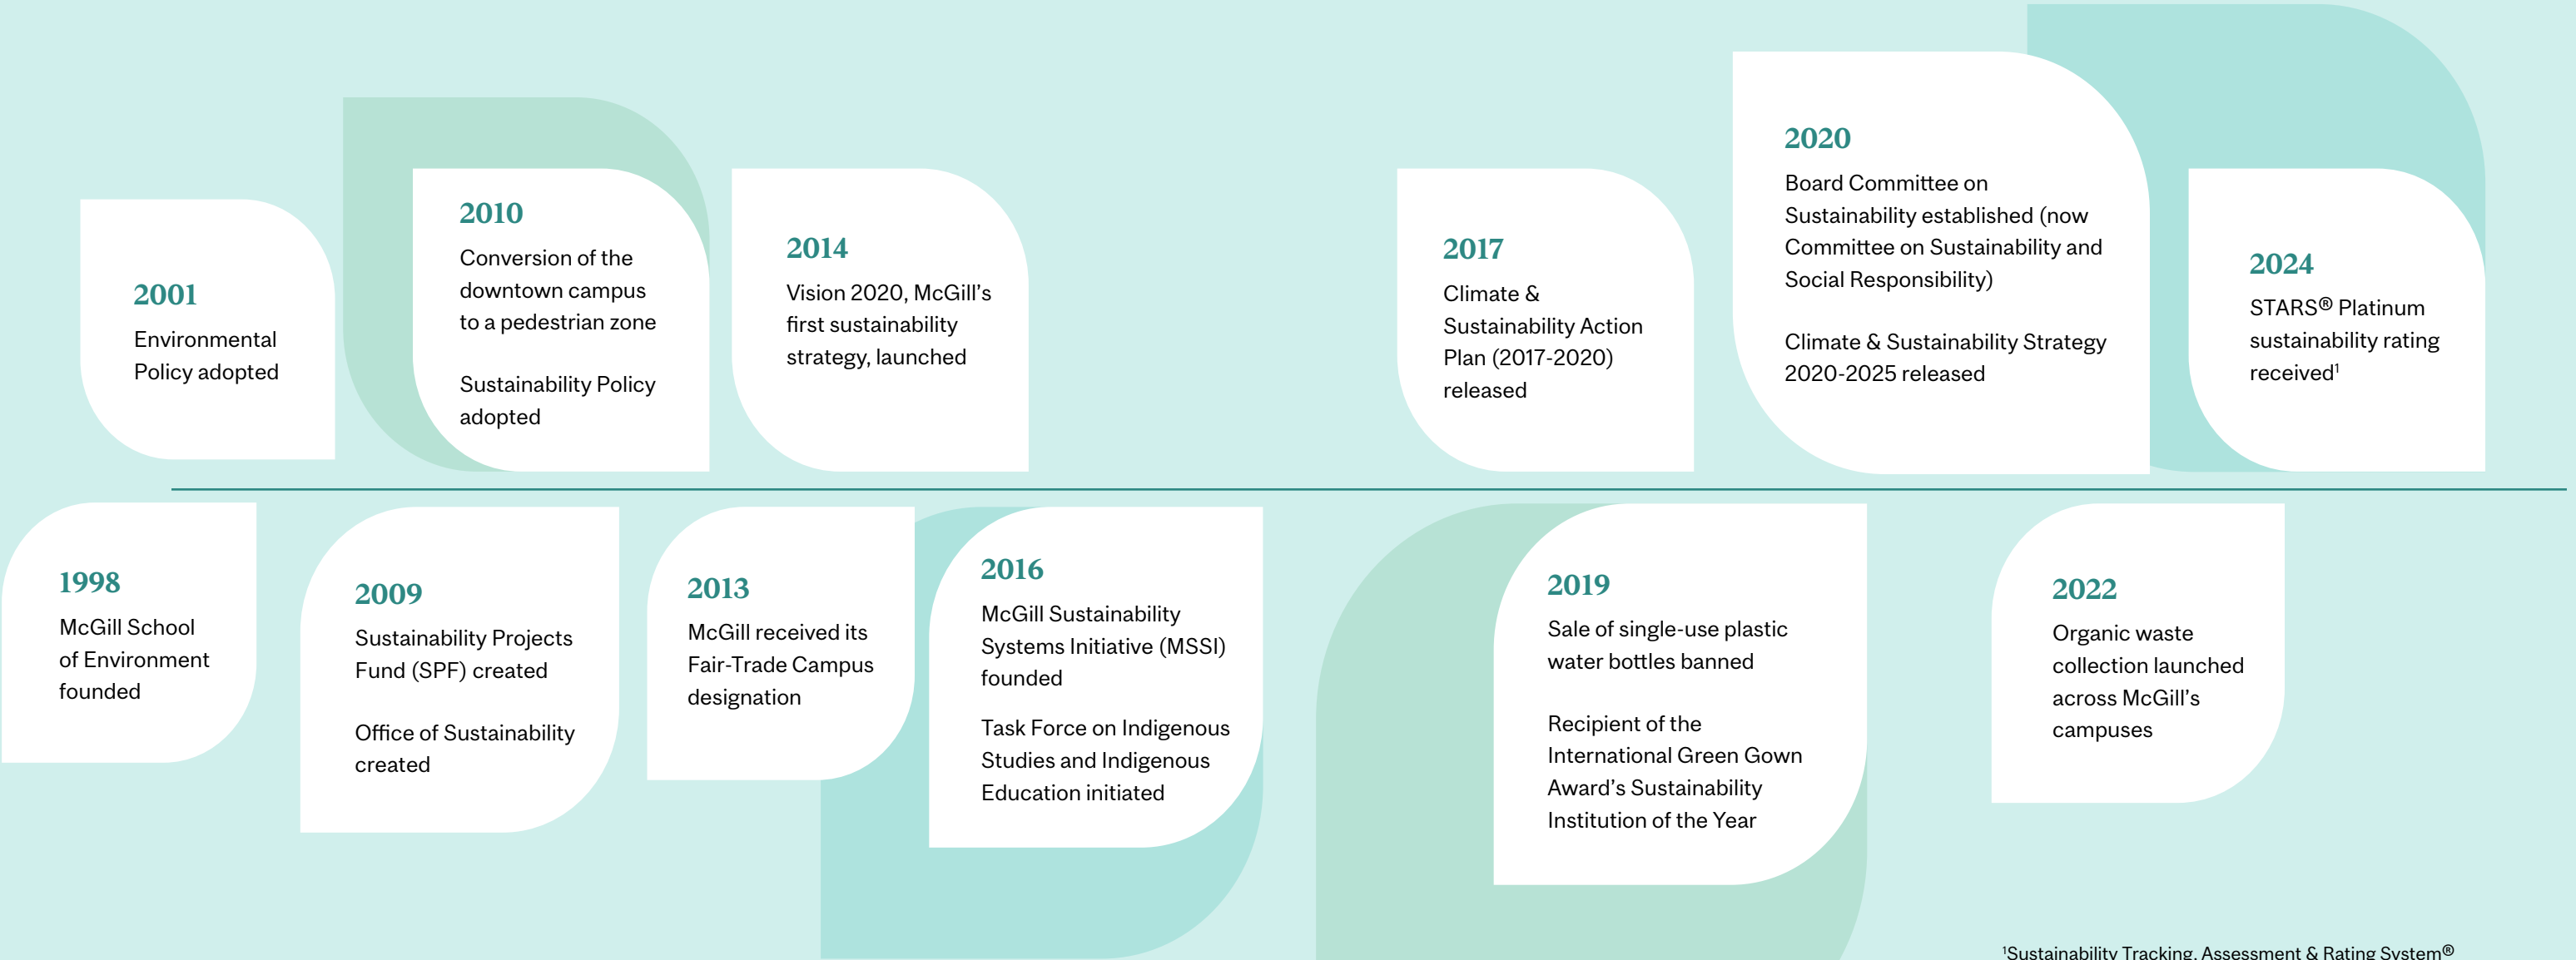 2001
Environmental
Policy adopted
2010
Conversion of the
downtown campus
to a pedestrian zone
Sustainability Policy
adopted
2014
Vision 2020, McGill’s
first sustainability
strategy, launched
2017
Climate &
Sustainability Action
Plan (2017-2020)
released
2020
Board Committee on
Sustainability established (now
Committee on Sustainability and
Social Responsibility)
Climate & Sustainability Strategy
2020-2025 released
2024
STARS® Platinum
sustainability rating
received¹
1998
McGill School
of Environment
founded
2009
Sustainability Projects
Fund (SPF) created
Office of Sustainability
created
2013
McGill received its
Fair-Trade Campus
designation
2016
McGill Sustainability
Systems Initiative (MSSI)
founded
Task Force on Indigenous
Studies and Indigenous
Education initiated
2019
Sale of single-use plastic
water bottles banned
Recipient of the
International Green Gown
Award’s Sustainability
Institution of the Year
2022
Organic waste
collection launched
across McGill’s
campuses
¹Sustainability Tracking, Assessment & Rating System®